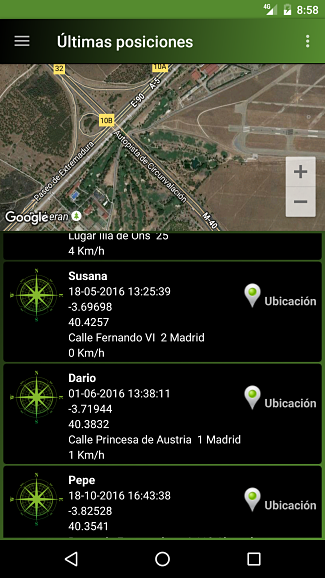 4G 8:58
Últimas posiciones
32
10A
E-90
A-5
10B
Paseo de Extremadura
Autopista de Circunvalación
M-40
Google
eran
+
−
Lugar Illa de Ons 25
4 Km/h
Susana
18-05-2016 13:25:39
-3.69698
Ubicación
40.4257
Calle Fernando VI 2 Madrid
0 Km/h
Dario
01-06-2016 13:38:11
-3.71944
Ubicación
40.3832
Calle Princesa de Austria 1 Madrid
1 Km/h
Pepe
18-10-2016 16:43:38
-3.82528
Ubicación
40.3541